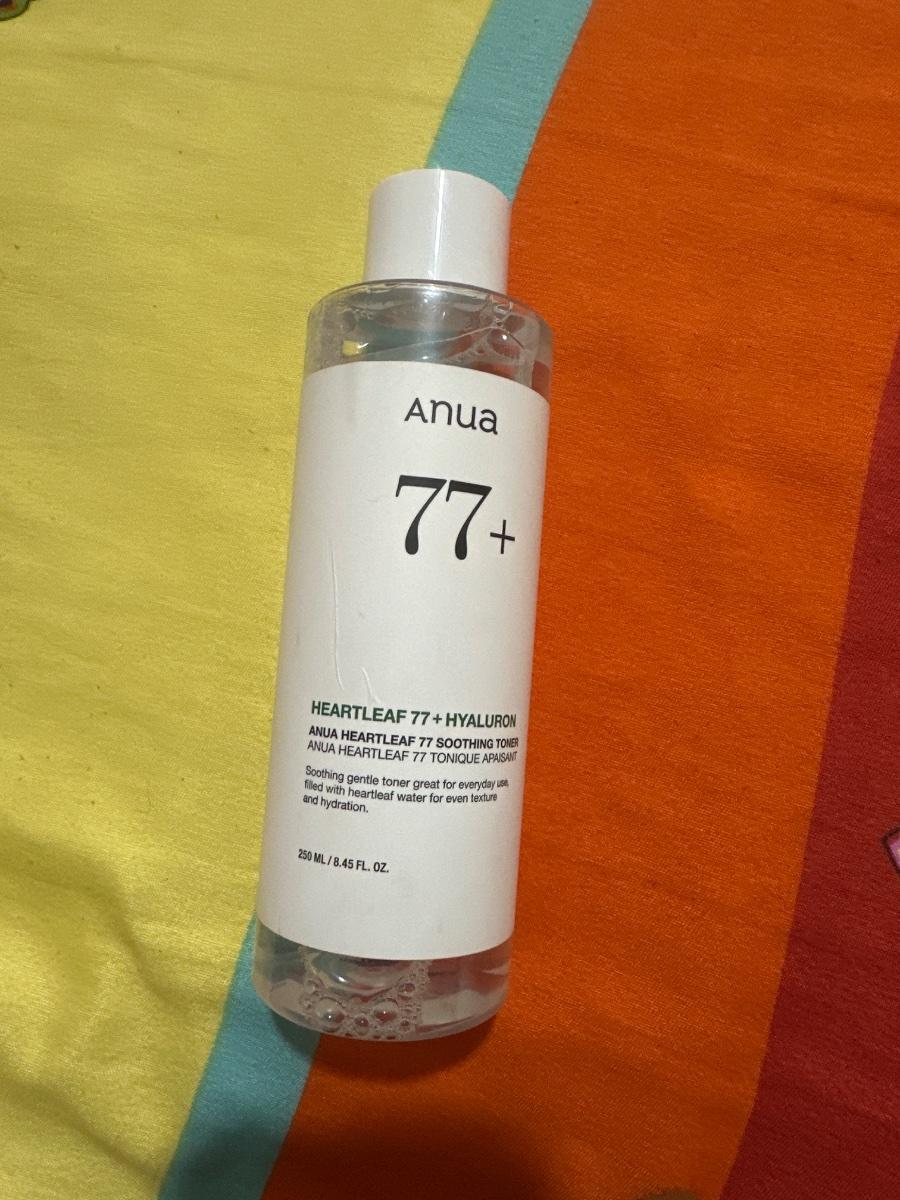 Anua
77+
HEARTLEAF 77+HYALURON
ANUA HEARTLEAF 77 SOOTHING TONER
ANUA HEARTLEAF 77 TONIQUE APAISANT
Soothing gentle toner great for everyday use,
filled with heartleaf water for even texture
and hydration.
250 ML / 8.45 FL. OZ.